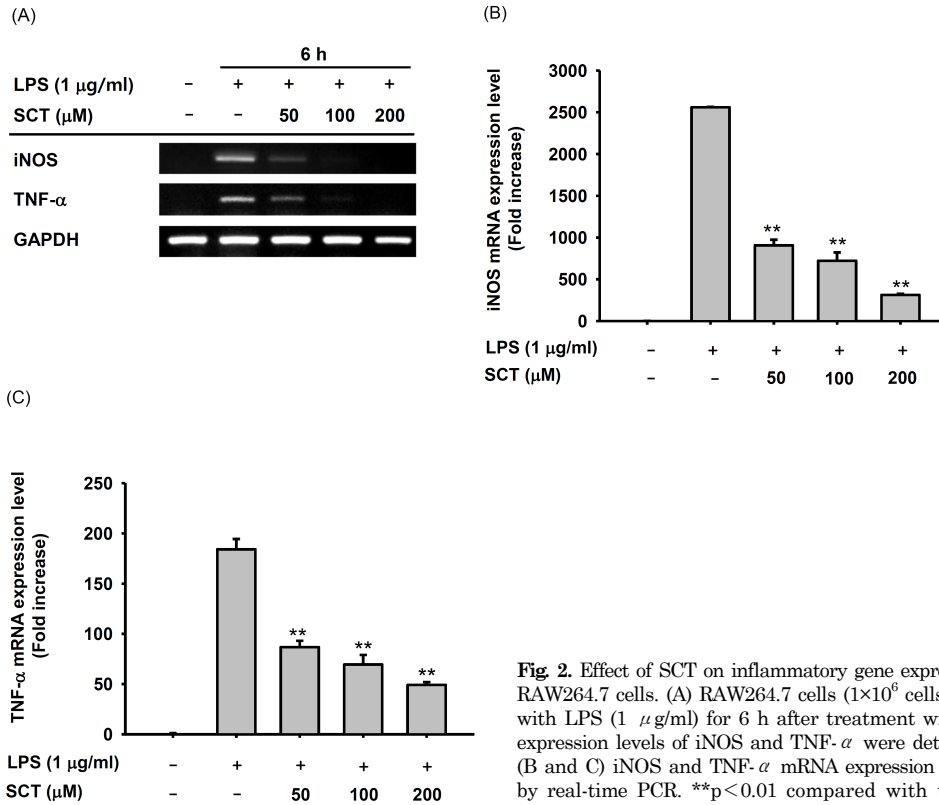 (A)
6 h
LPS (1 μg/ml) – + + + +
SCT (μM) – – 50 100 200
iNOS
TNF-α
GAPDH
(B)
iNOS mRNA expression level
(Fold increase)
3000
2500
2000
1500
1000
500
0
** ** **
LPS (1 μg/ml) – + + + +
SCT (μM) – – 50 100 200
(C)
TNF-α mRNA expression level
(Fold increase)
250
200
150
100
50
0
** ** **
LPS (1 μg/ml) – + + + +
SCT (μM) – – 50 100 200
Fig. 2. Effect of SCT on inflammatory gene expre
RAW264.7 cells. (A) RAW264.7 cells (1×10⁶ cells
with LPS (1 μg/ml) for 6 h after treatment w
expression levels of iNOS and TNF-α were det
(B and C) iNOS and TNF-α mRNA expression
by real-time PCR. **p<0.01 compared with